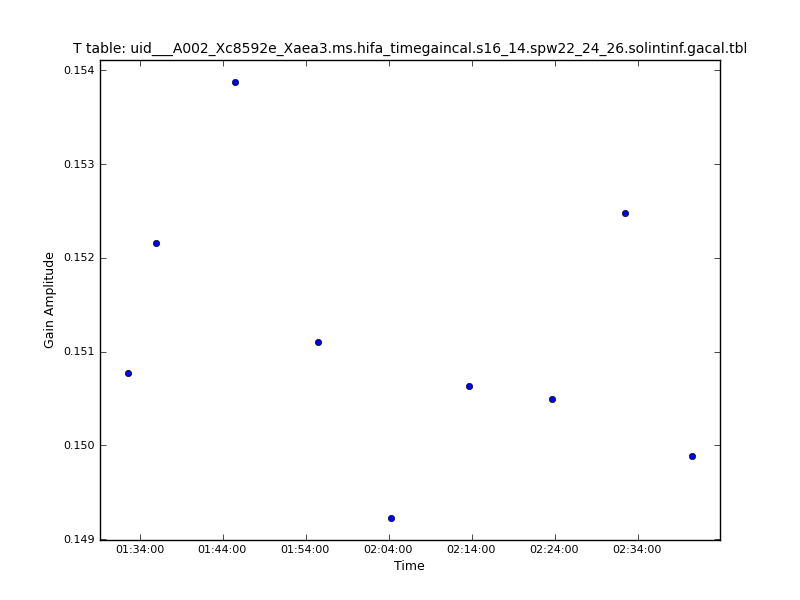 T table: uid___A002_Xc8592e_Xaea3.ms.hifa_timegaincal.s16_14.spw22_24_26.solintinf.gacal.tbl
0.154
0.153
0.152
0.151
0.150
0.149
Gain Amplitude
01:34:00 01:44:00 01:54:00 02:04:00 02:14:00 02:24:00 02:34:00
Time